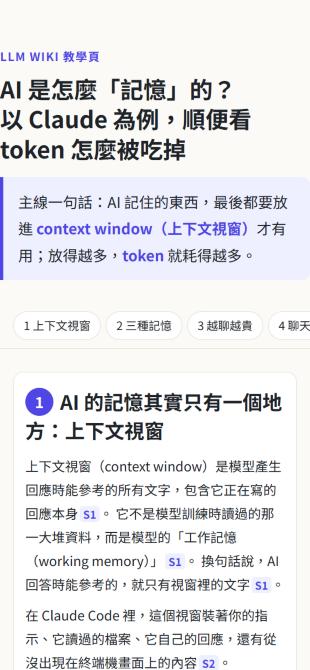 LLM WIKI 教學頁
AI 是怎麼「記憶」的？
以 Claude 為例，順便看
token 怎麼被吃掉
主線一句話：AI 記住的東西，最後都要放
進 context window（上下文視窗）才有
用；放得越多，token 就耗得越多。
1 上下文視窗 2 三種記憶 3 越聊越貴 4 聊天
1 AI 的記憶其實只有一個地
方：上下文視窗
上下文視窗（context window）是模型產生
回應時能參考的所有文字，包含它正在寫的
回應本身 S1 。 它不是模型訓練時讀過的那
一大堆資料，而是模型的「工作記憶
（working memory）」 S1 。 換句話說，AI
回答時能參考的，就只有視窗裡的文字 S1 。
在 Claude Code 裡，這個視窗裝著你的指
示、它讀過的檔案、它自己的回應，還有從
沒出現在終端機畫面上的內容 S2 。